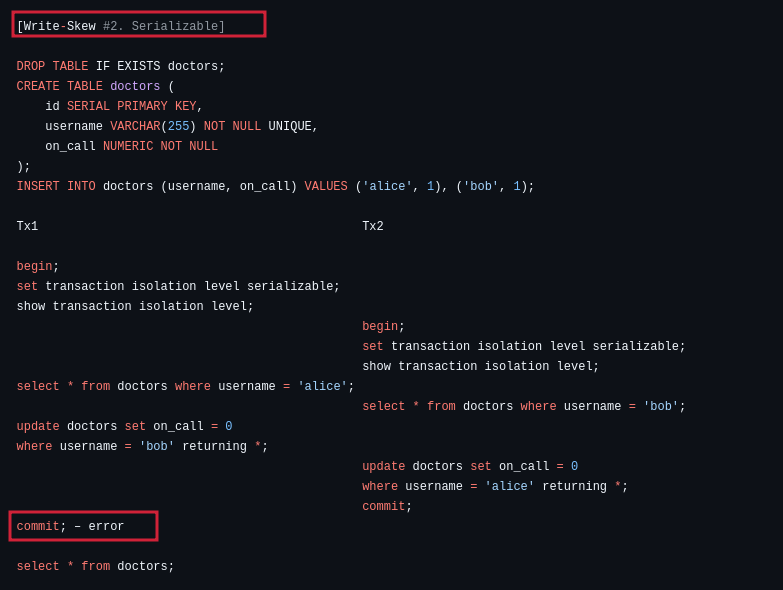 [Write-Skew #2. Serializable]
DROP TABLE IF EXISTS doctors;
CREATE TABLE doctors (
id SERIAL PRIMARY KEY,
username VARCHAR(255) NOT NULL UNIQUE,
on_call NUMERIC NOT NULL
);
INSERT INTO doctors (username, on_call) VALUES ('alice', 1), ('bob', 1);
Tx1 Tx2
begin;
set transaction isolation level serializable;
show transaction isolation level;
begin;
set transaction isolation level serializable;
show transaction isolation level;
select * from doctors where username = 'alice';
select * from doctors where username = 'bob';
update doctors set on_call = 0
where username = 'bob' returning *;
update doctors set on_call = 0
where username = 'alice' returning *;
commit;
commit; – error
select * from doctors;